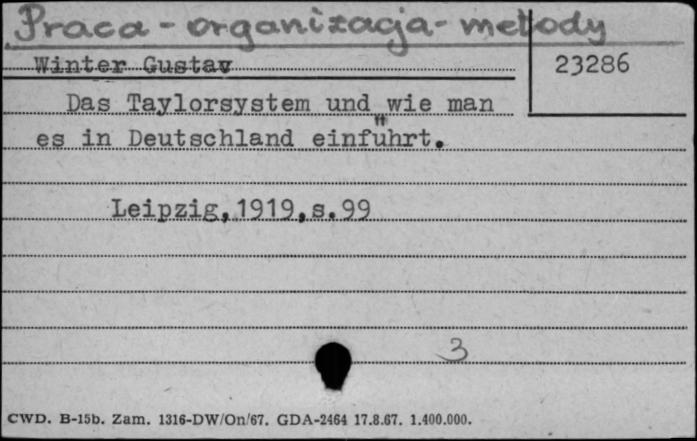 Praca - organizacja - metody
Winter Gustav
23286
Das Taylorsystem und wie man
es in Deutschland einführt.
Leipzig, 1919, s. 99
3
CWD. B-15b. Zam. 1316-DW/On/67. GDA-2464 17.8.67. 1.400.000.